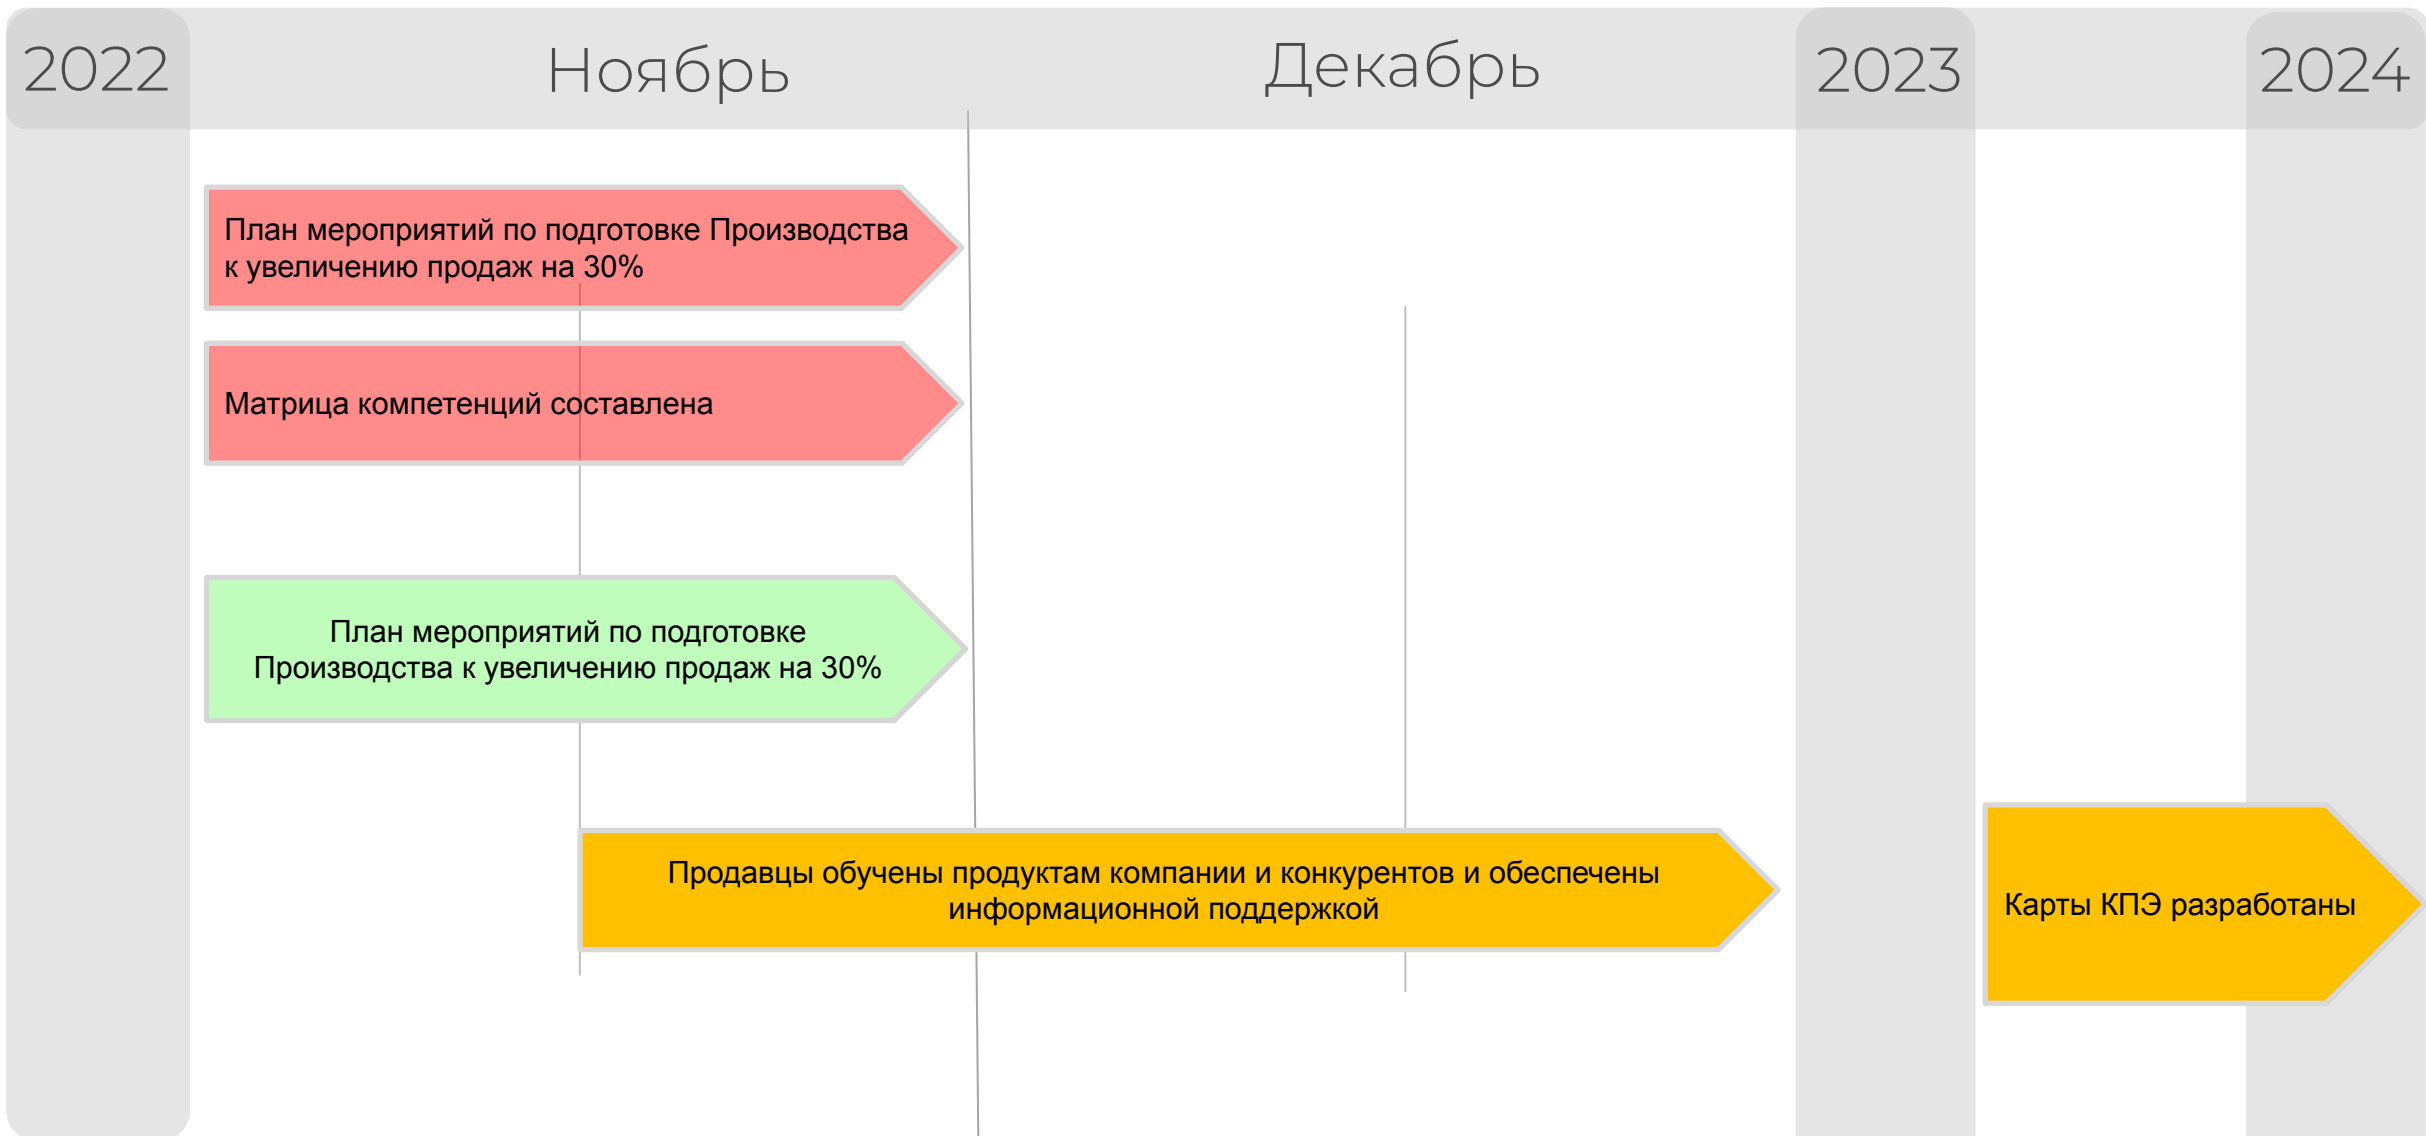 2022
Ноябрь
Декабрь
2023
2024
План мероприятий по подготовке Производства
к увеличению продаж на 30%
Матрица компетенций составлена
План мероприятий по подготовке
Производства к увеличению продаж на 30%
Продавцы обучены продуктам компании и конкурентов и обеспечены
информационной поддержкой
Карты КПЭ разработаны